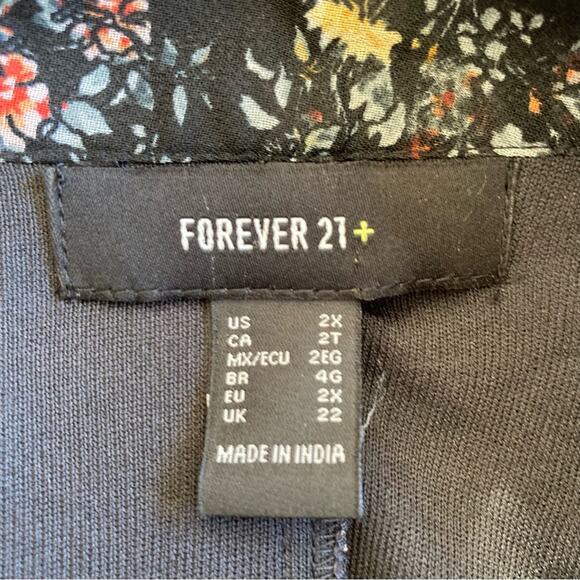 FOREVER 21+
US 2X
CA 2T
MX/ECU 2EG
BR 4G
EU 2X
UK 22
MADE IN INDIA